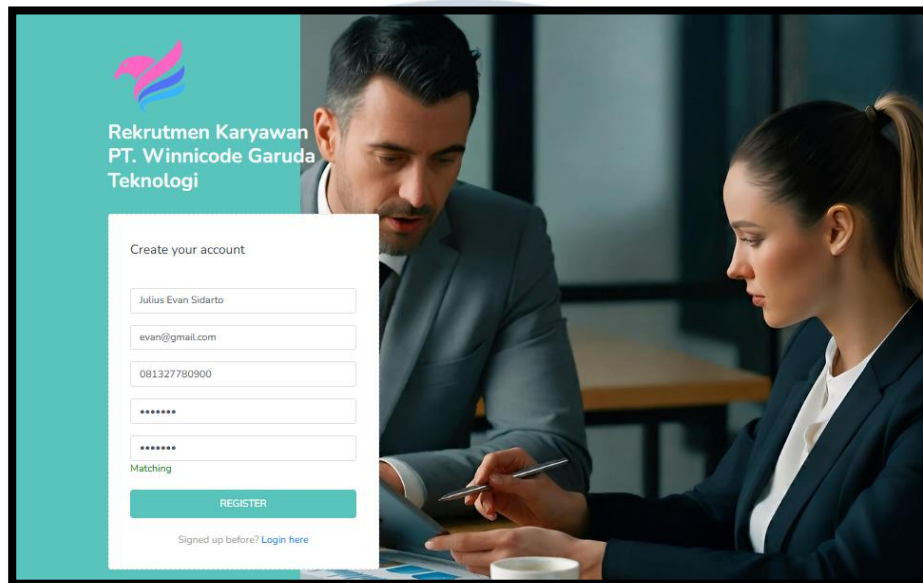 Rekrutmen Karyawan
PT. Winnicode Garuda
Teknologi
Create your account
Julius Evan Sidarto
evan@gmail.com
081327780900
•••••••
•••••••
Matching
REGISTER
Signed up before? Login here